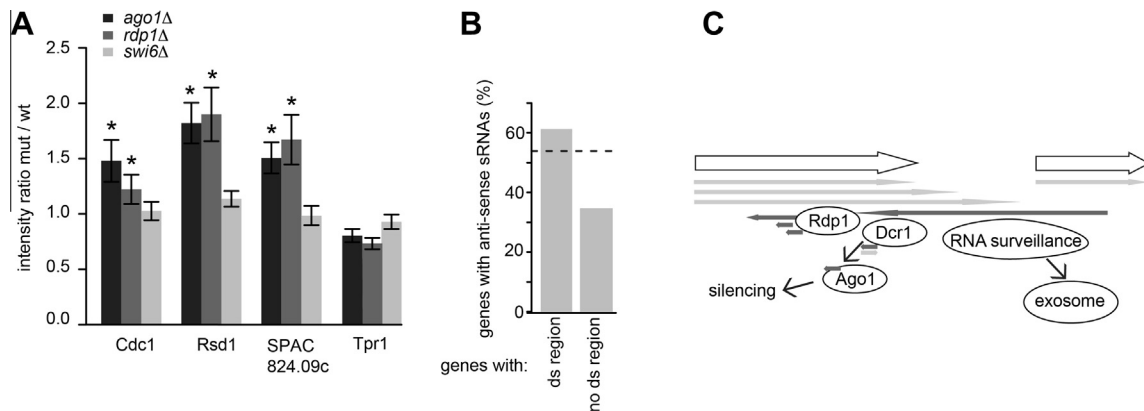 A
ago1Δ
rdp1Δ
swi6Δ
intensity ratio mut / wt
2.5
2.0
1.5
1.0
0.5
0.0
* * * * * *
Cdc1
Rsd1
SPAC
824.09c
Tpr1
B
genes with anti-sense sRNAs (%)
60
40
20
0
genes with:
ds region
no ds region
C
Rdp1
Dcr1
RNA surveillance
Ago1
silencing
exosome